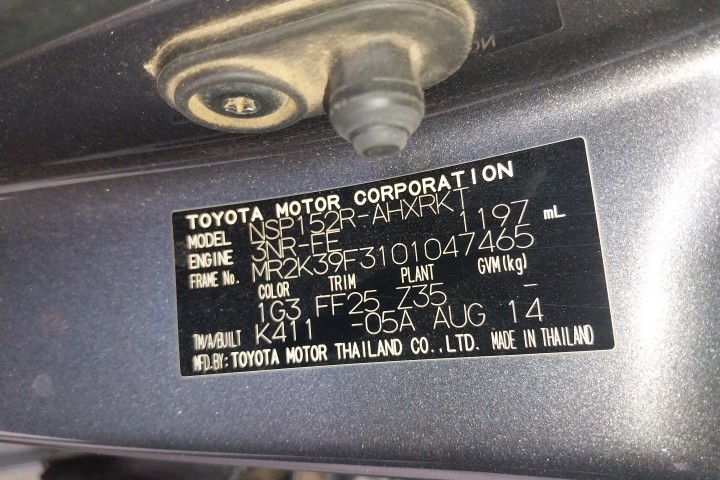 TOYOTA MOTOR CORPORATION
MODEL NSP152R-AHXRKT
ENGINE 3NR-FE 1197 mL
FRAME No. MR2K39F3101047465
COLOR TRIM PLANT GVM(kg)
1G3 FF25 Z35 -
TM/A/BUILT K411 -05A AUG 14
MFD.BY: TOYOTA MOTOR THAILAND CO.,LTD. MADE IN THAILAND